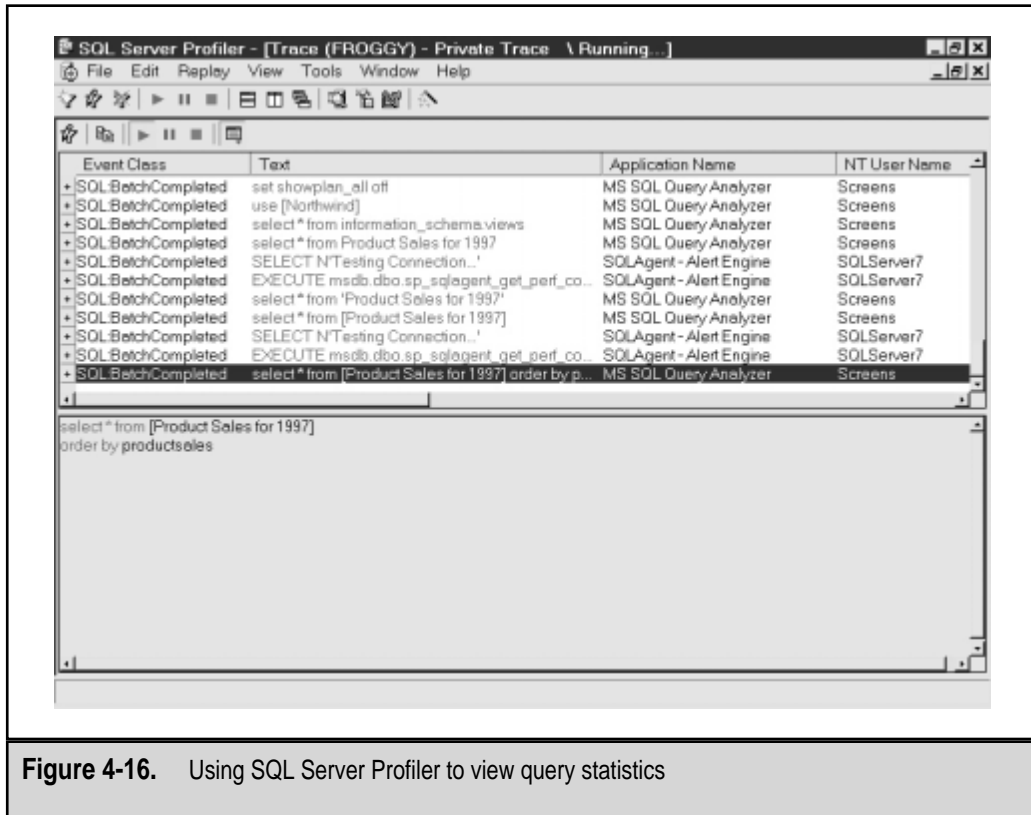 SQL Server Profiler - [Trace (FROGGY) - Private Trace \ Running...]
File Edit Replay View Tools Window Help
Event Class Text Application Name NT User Name
SQL:BatchCompleted set showplan_all off MS SQL Query Analyzer Screens
SQL:BatchCompleted use [Northwind] MS SQL Query Analyzer Screens
SQL:BatchCompleted select * from information_schema.views MS SQL Query Analyzer Screens
SQL:BatchCompleted select * from Product Sales for 1997 MS SQL Query Analyzer Screens
SQL:BatchCompleted SELECT N'Testing Connection...' SQLAgent - Alert Engine SQLServer7
SQL:BatchCompleted EXECUTE msdb.dbo.sp_sqlagent_get_perf_co... SQLAgent - Alert Engine SQLServer7
SQL:BatchCompleted select * from 'Product Sales for 1997' MS SQL Query Analyzer Screens
SQL:BatchCompleted select * from [Product Sales for 1997] MS SQL Query Analyzer Screens
SQL:BatchCompleted SELECT N'Testing Connection...' SQLAgent - Alert Engine SQLServer7
SQL:BatchCompleted EXECUTE msdb.dbo.sp_sqlagent_get_perf_co... SQLAgent - Alert Engine SQLServer7
SQL:BatchCompleted select * from [Product Sales for 1997] order by p... MS SQL Query Analyzer Screens
select * from [Product Sales for 1997]
order by productsales
Figure 4-16. Using SQL Server Profiler to view query statistics